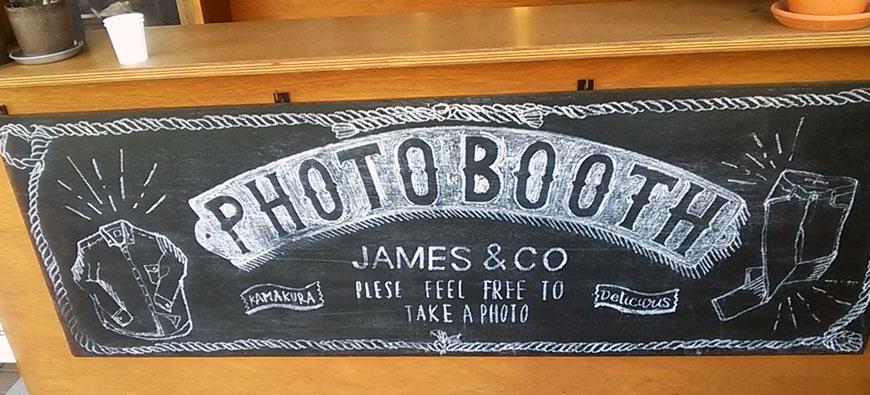 PHOTO BOOTH
JAMES & CO
KAMAKURA
PLESE FEEL FREE TO
Delicious
TAKE A PHOTO